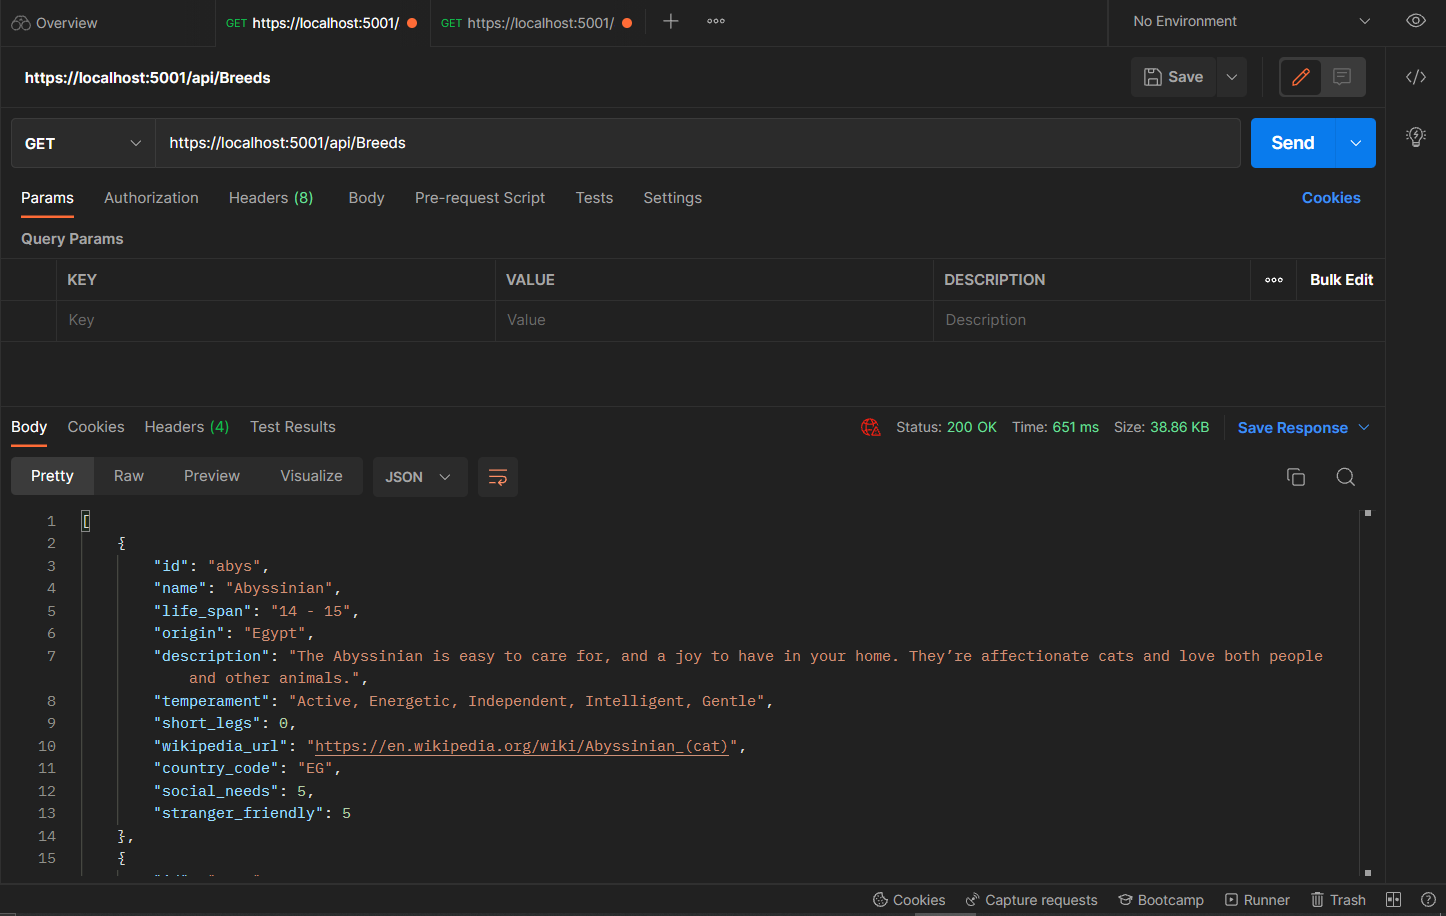 Overview
GET https://localhost:5001/
GET https://localhost:5001/
No Environment
https://localhost:5001/api/Breeds
Save
GET
https://localhost:5001/api/Breeds
Send
Params Authorization Headers (8) Body Pre-request Script Tests Settings Cookies
Query Params
KEY VALUE DESCRIPTION Bulk Edit
Key Value Description
Body Cookies Headers (4) Test Results Status: 200 OK Time: 651 ms Size: 38.86 KB Save Response
Pretty Raw Preview Visualize JSON
1 [
2 {
3 "id": "abys",
4 "name": "Abyssinian",
5 "life_span": "14 - 15",
6 "origin": "Egypt",
7 "description": "The Abyssinian is easy to care for, and a joy to have in your home. They’re affectionate cats and love both people
and other animals.",
8 "temperament": "Active, Energetic, Independent, Intelligent, Gentle",
9 "short_legs": 0,
10 "wikipedia_url": "https://en.wikipedia.org/wiki/Abyssinian_(cat)",
11 "country_code": "EG",
12 "social_needs": 5,
13 "stranger_friendly": 5
14 },
15 {
Cookies Capture requests Bootcamp Runner Trash